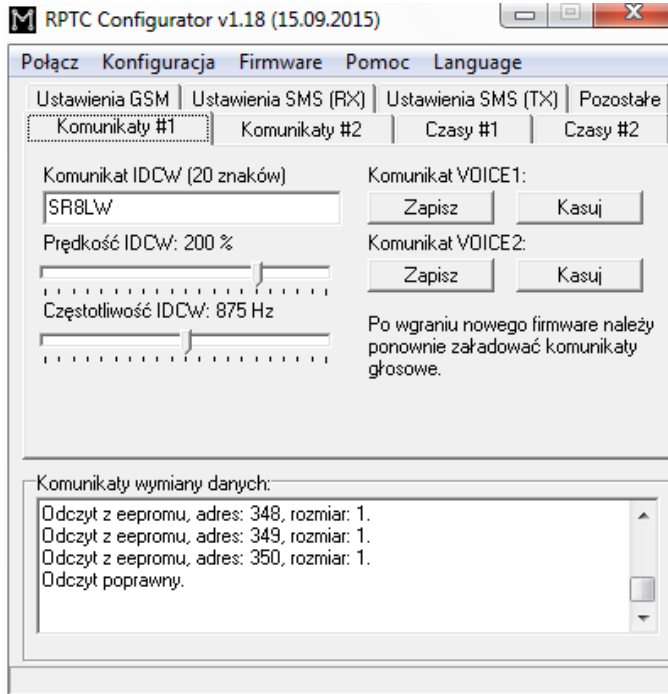 RPTC Configurator v1.18 (15.09.2015)
Połącz Konfiguracja Firmware Pomoc Language
Ustawienia GSM Ustawienia SMS (RX) Ustawienia SMS (TX) Pozostałe
Komunikaty #1 Komunikaty #2 Czasy #1 Czasy #2
Komunikat IDCW (20 znaków)
SR8LW
Prędkość IDCW: 200 %
Częstotliwość IDCW: 875 Hz
Komunikat VOICE1:
Zapisz Kasuj
Komunikat VOICE2:
Zapisz Kasuj
Po wgraniu nowego firmware należy
ponownie załadować komunikaty
głosowe.
Komunikaty wymiany danych:
Odczyt z eepromu, adres: 348, rozmiar: 1.
Odczyt z eepromu, adres: 349, rozmiar: 1.
Odczyt z eepromu, adres: 350, rozmiar: 1.
Odczyt poprawny.